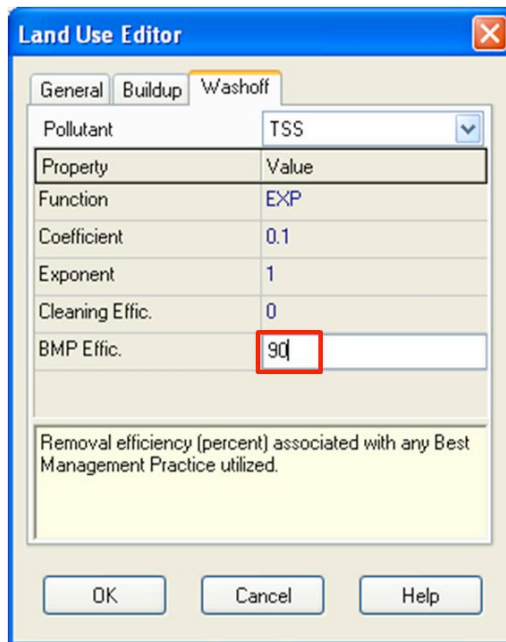 Land Use Editor
General Buildup Washoff
Pollutant TSS
Property Value
Function EXP
Coefficient 0.1
Exponent 1
Cleaning Effic. 0
BMP Effic. 90
Removal efficiency (percent) associated with any Best
Management Practice utilized.
OK Cancel Help